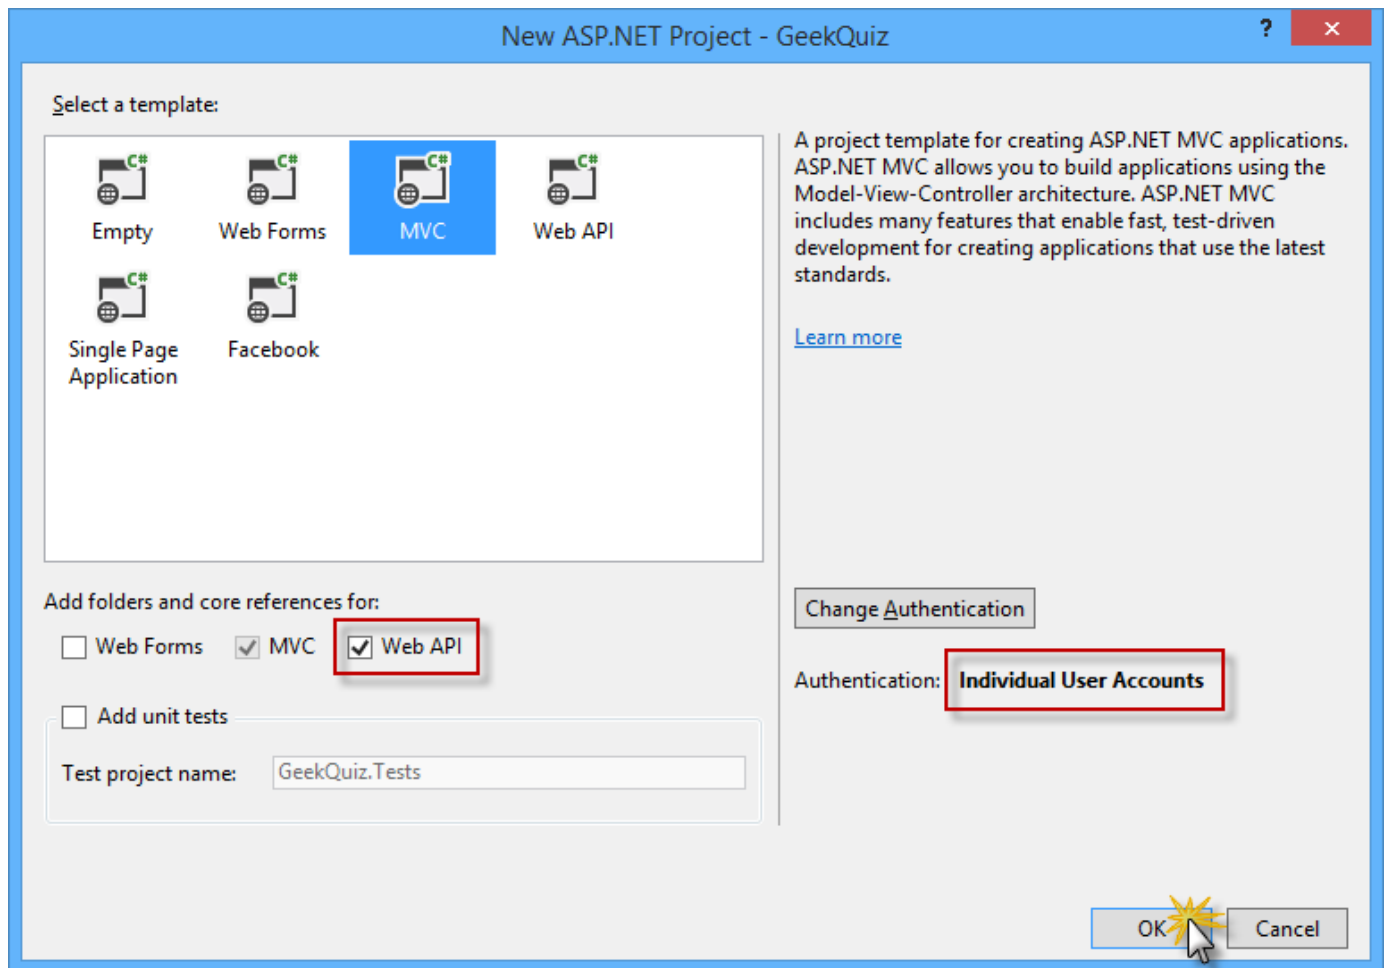 New ASP.NET Project - GeekQuiz
?
Select a template:
C#
C#
C#
C#
Empty
Web Forms
MVC
Web API
C#
C#
Single Page
Application
Facebook
A project template for creating ASP.NET MVC applications.
ASP.NET MVC allows you to build applications using the
Model-View-Controller architecture. ASP.NET MVC
includes many features that enable fast, test-driven
development for creating applications that use the latest
standards.
Learn more
Add folders and core references for:
Web Forms
MVC
Web API
Add unit tests
Test project name:
GeekQuiz.Tests
Change Authentication
Authentication: Individual User Accounts
OK
Cancel